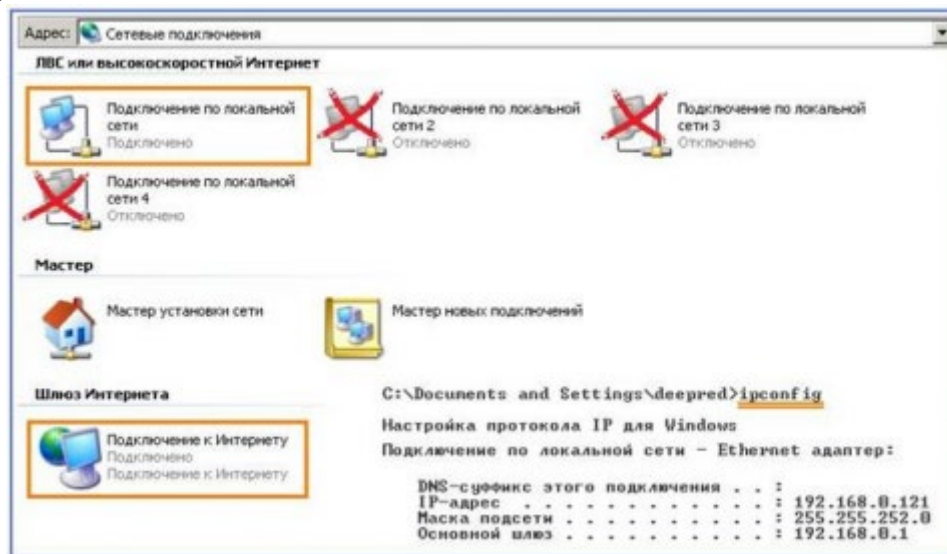 Адрес: Сетевые подключения
ЛВС или высокоскоростной Интернет
Подключение по локальной
сети
Подключено
Подключение по локальной
сети 2
Отключено
Подключение по локальной
сети 3
Отключено
Подключение по локальной
сети 4
Отключено
Мастер
Мастер установки сети
Мастер новых подключений
Шлюз Интернета
Подключение к Интернету
Подключено
Подключение к Интернету
C:\Documents and Settings\deepred>ipconfig
Настройка протокола IP для Windows
Подключение по локальной сети - Ethernet адаптер:
DNS-суффикс этого подключения . . :
IP-адрес . . . . . . . . . . . . : 192.168.0.121
Маска подсети . . . . . . . . . . : 255.255.252.0
Основной шлюз . . . . . . . . . . : 192.168.0.1